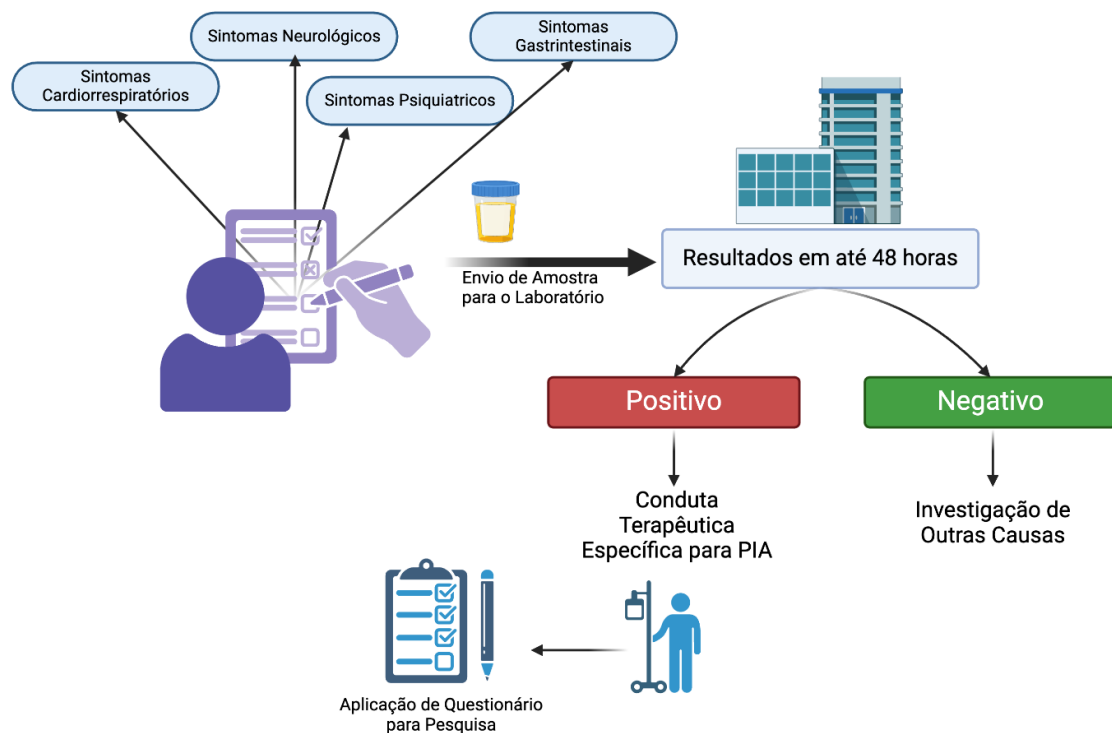 Sintomas Neurológicos
Sintomas
Gastrintestinais
Sintomas
Cardiorrespiratórios
Sintomas Psiquiatricos
Envio de Amostra
para o Laboratório
Resultados em até 48 horas
Positivo
Negativo
Conduta
Terapêutica
Específica para PIA
Investigação de
Outras Causas
Aplicação de Questionário
para Pesquisa